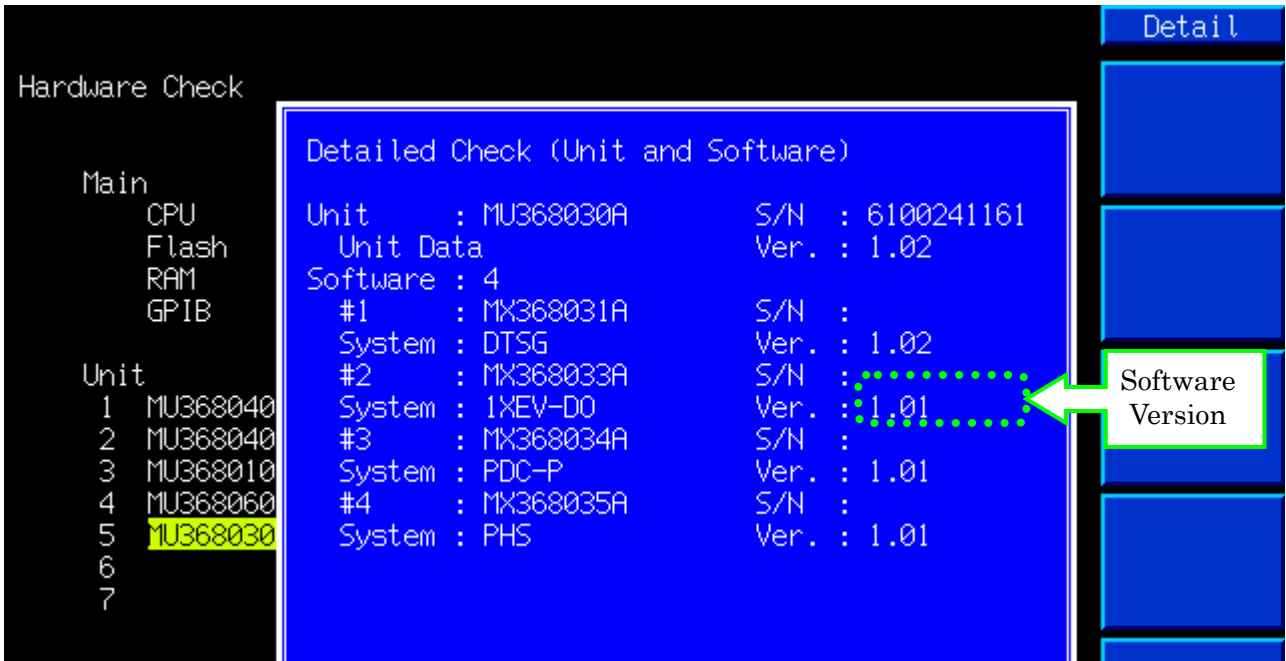 Detail
Hardware Check
Main
CPU
Flash
RAM
GPIB
Unit
1 MU368040
2 MU368040
3 MU368010
4 MU368060
5 MU368030
6
7
Detailed Check (Unit and Software)
Unit : MU368030A S/N : 6100241161
Unit Data Ver. : 1.02
Software : 4
#1 : MX368031A S/N :
System : DTSG Ver. : 1.02
#2 : MX368033A S/N :
System : 1XEV-DO Ver. : 1.01
#3 : MX368034A S/N :
System : PDC-P Ver. : 1.01
#4 : MX368035A S/N :
System : PHS Ver. : 1.01
Software
Version